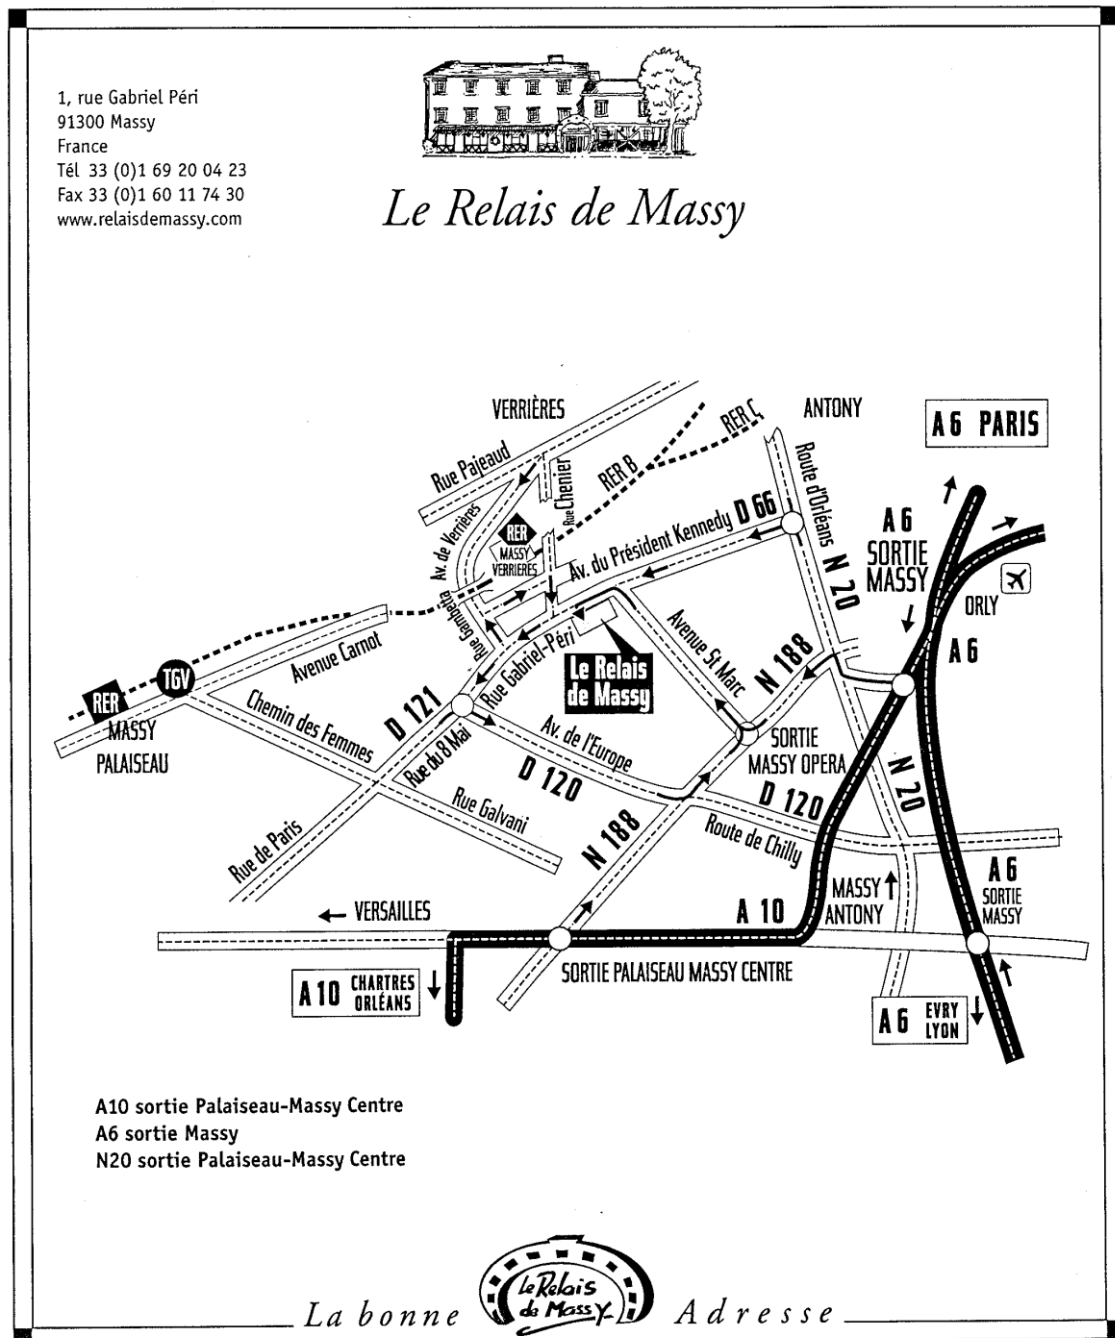 1, rue Gabriel Péri
91300 Massy
France
Tél 33 (0)1 69 20 04 23
Fax 33 (0)1 60 11 74 30
www.relaisdemassy.com
Le Relais de Massy
VERRIÈRES
ANTONY
A6 PARIS
Rue Pajeaud
RER B
RER C
Rue Chenier
Route d'Orléans
Av. de Verrières
RER
MASSY
VERRIERES
Av. du Président Kennedy D 66
A6
SORTIE
MASSY
N 20
ORLY
A6
Rue Gambetta
Avenue Carnot
Rue Gabriel-Péri
Avenue St Marc
N 188
Le Relais
de Massy
TGV
RER
MASSY
PALAISEAU
Chemin des Femmes
D 121
Rue du 8 Mai
Av. de l'Europe
D 120
SORTIE
MASSY OPERA
D 120
N 20
Rue Galvani
Rue de Paris
N 188
Route de Chilly
A6
SORTIE
MASSY
MASSY
ANTONY
A 10
VERSAILLES
SORTIE PALAISEAU MASSY CENTRE
A10 CHARTRES
ORLÉANS
A6 EVRY
LYON
A10 sortie Palaiseau-Massy Centre
A6 sortie Massy
N20 sortie Palaiseau-Massy Centre
Le Relais
de Massy
La bonne Adresse